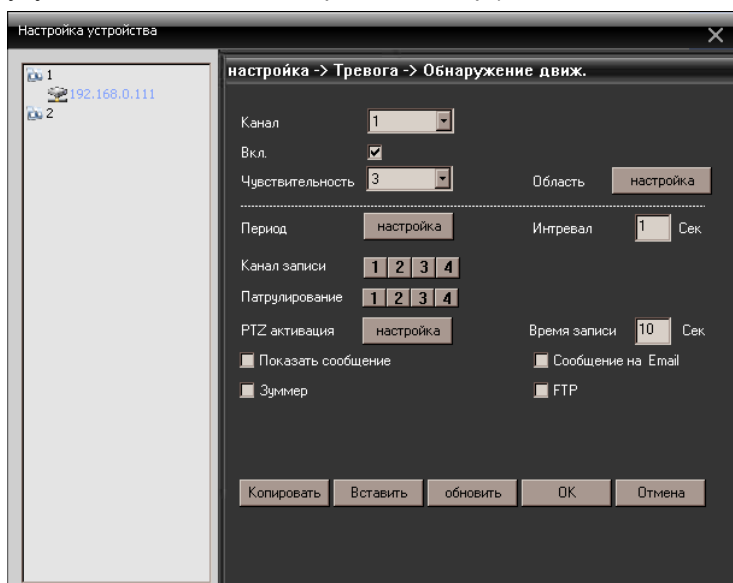 Настройка устройства
1
192.168.0.111
2
настройка -> Тревога -> Обнаружение движ.
Канал 1
Вкл.
Чувствительность 3 Область настройка
Период настройка Интревал 1 Сек
Канал записи 1 2 3 4
Патрулирование 1 2 3 4
PTZ активация настройка Время записи 10 Сек
Показать сообщение Сообщение на Email
Зуммер FTP
Копировать Вставить обновить OK Отмена